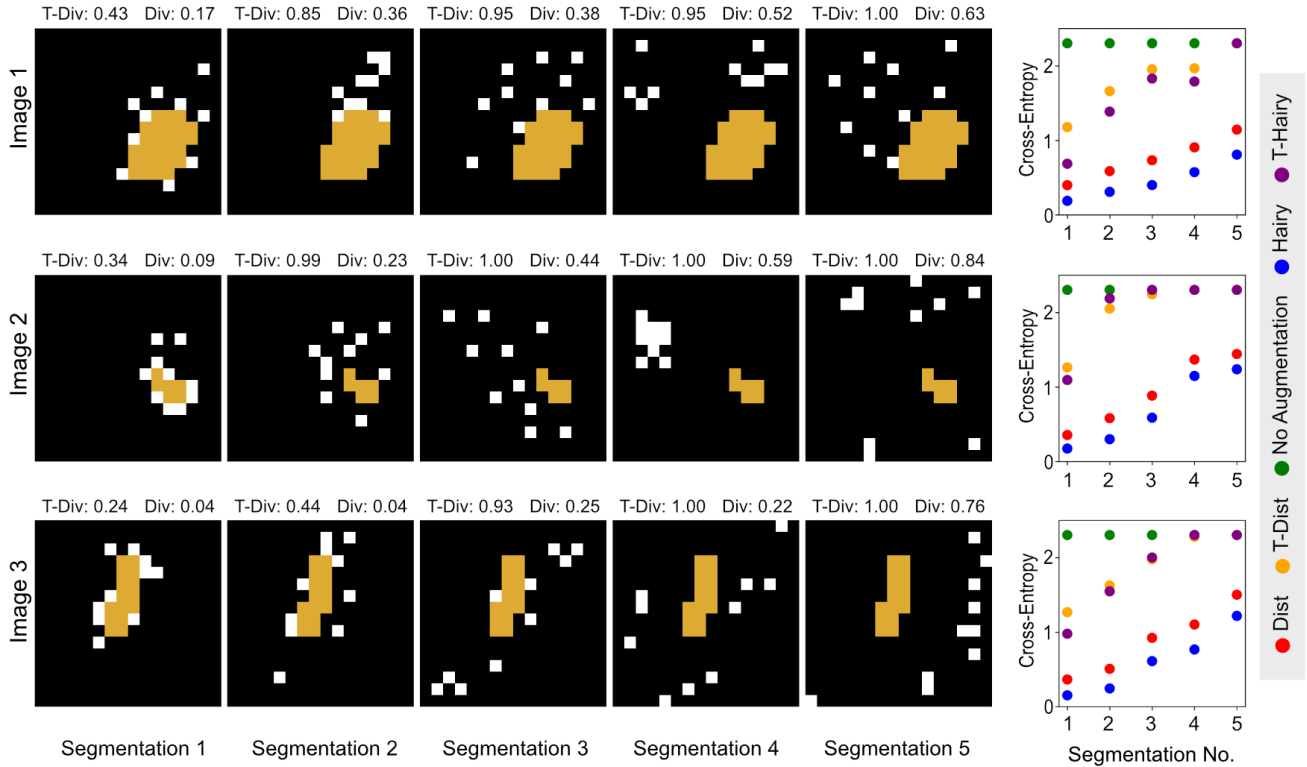 T-Div: 0.43 Div: 0.17 T-Div: 0.85 Div: 0.36 T-Div: 0.95 Div: 0.38 T-Div: 0.95 Div: 0.52 T-Div: 1.00 Div: 0.63
Image 1
Cross-Entropy
2
1
0
1 2 3 4 5
T-Div: 0.34 Div: 0.09 T-Div: 0.99 Div: 0.23 T-Div: 1.00 Div: 0.44 T-Div: 1.00 Div: 0.59 T-Div: 1.00 Div: 0.84
Image 2
Cross-Entropy
2
1
0
1 2 3 4 5
T-Div: 0.24 Div: 0.04 T-Div: 0.44 Div: 0.04 T-Div: 0.93 Div: 0.25 T-Div: 1.00 Div: 0.22 T-Div: 1.00 Div: 0.76
Image 3
Cross-Entropy
2
1
0
1 2 3 4 5
Segmentation 1 Segmentation 2 Segmentation 3 Segmentation 4 Segmentation 5 Segmentation No.
Dist T-Dist No Augmentation Hairy T-Hairy